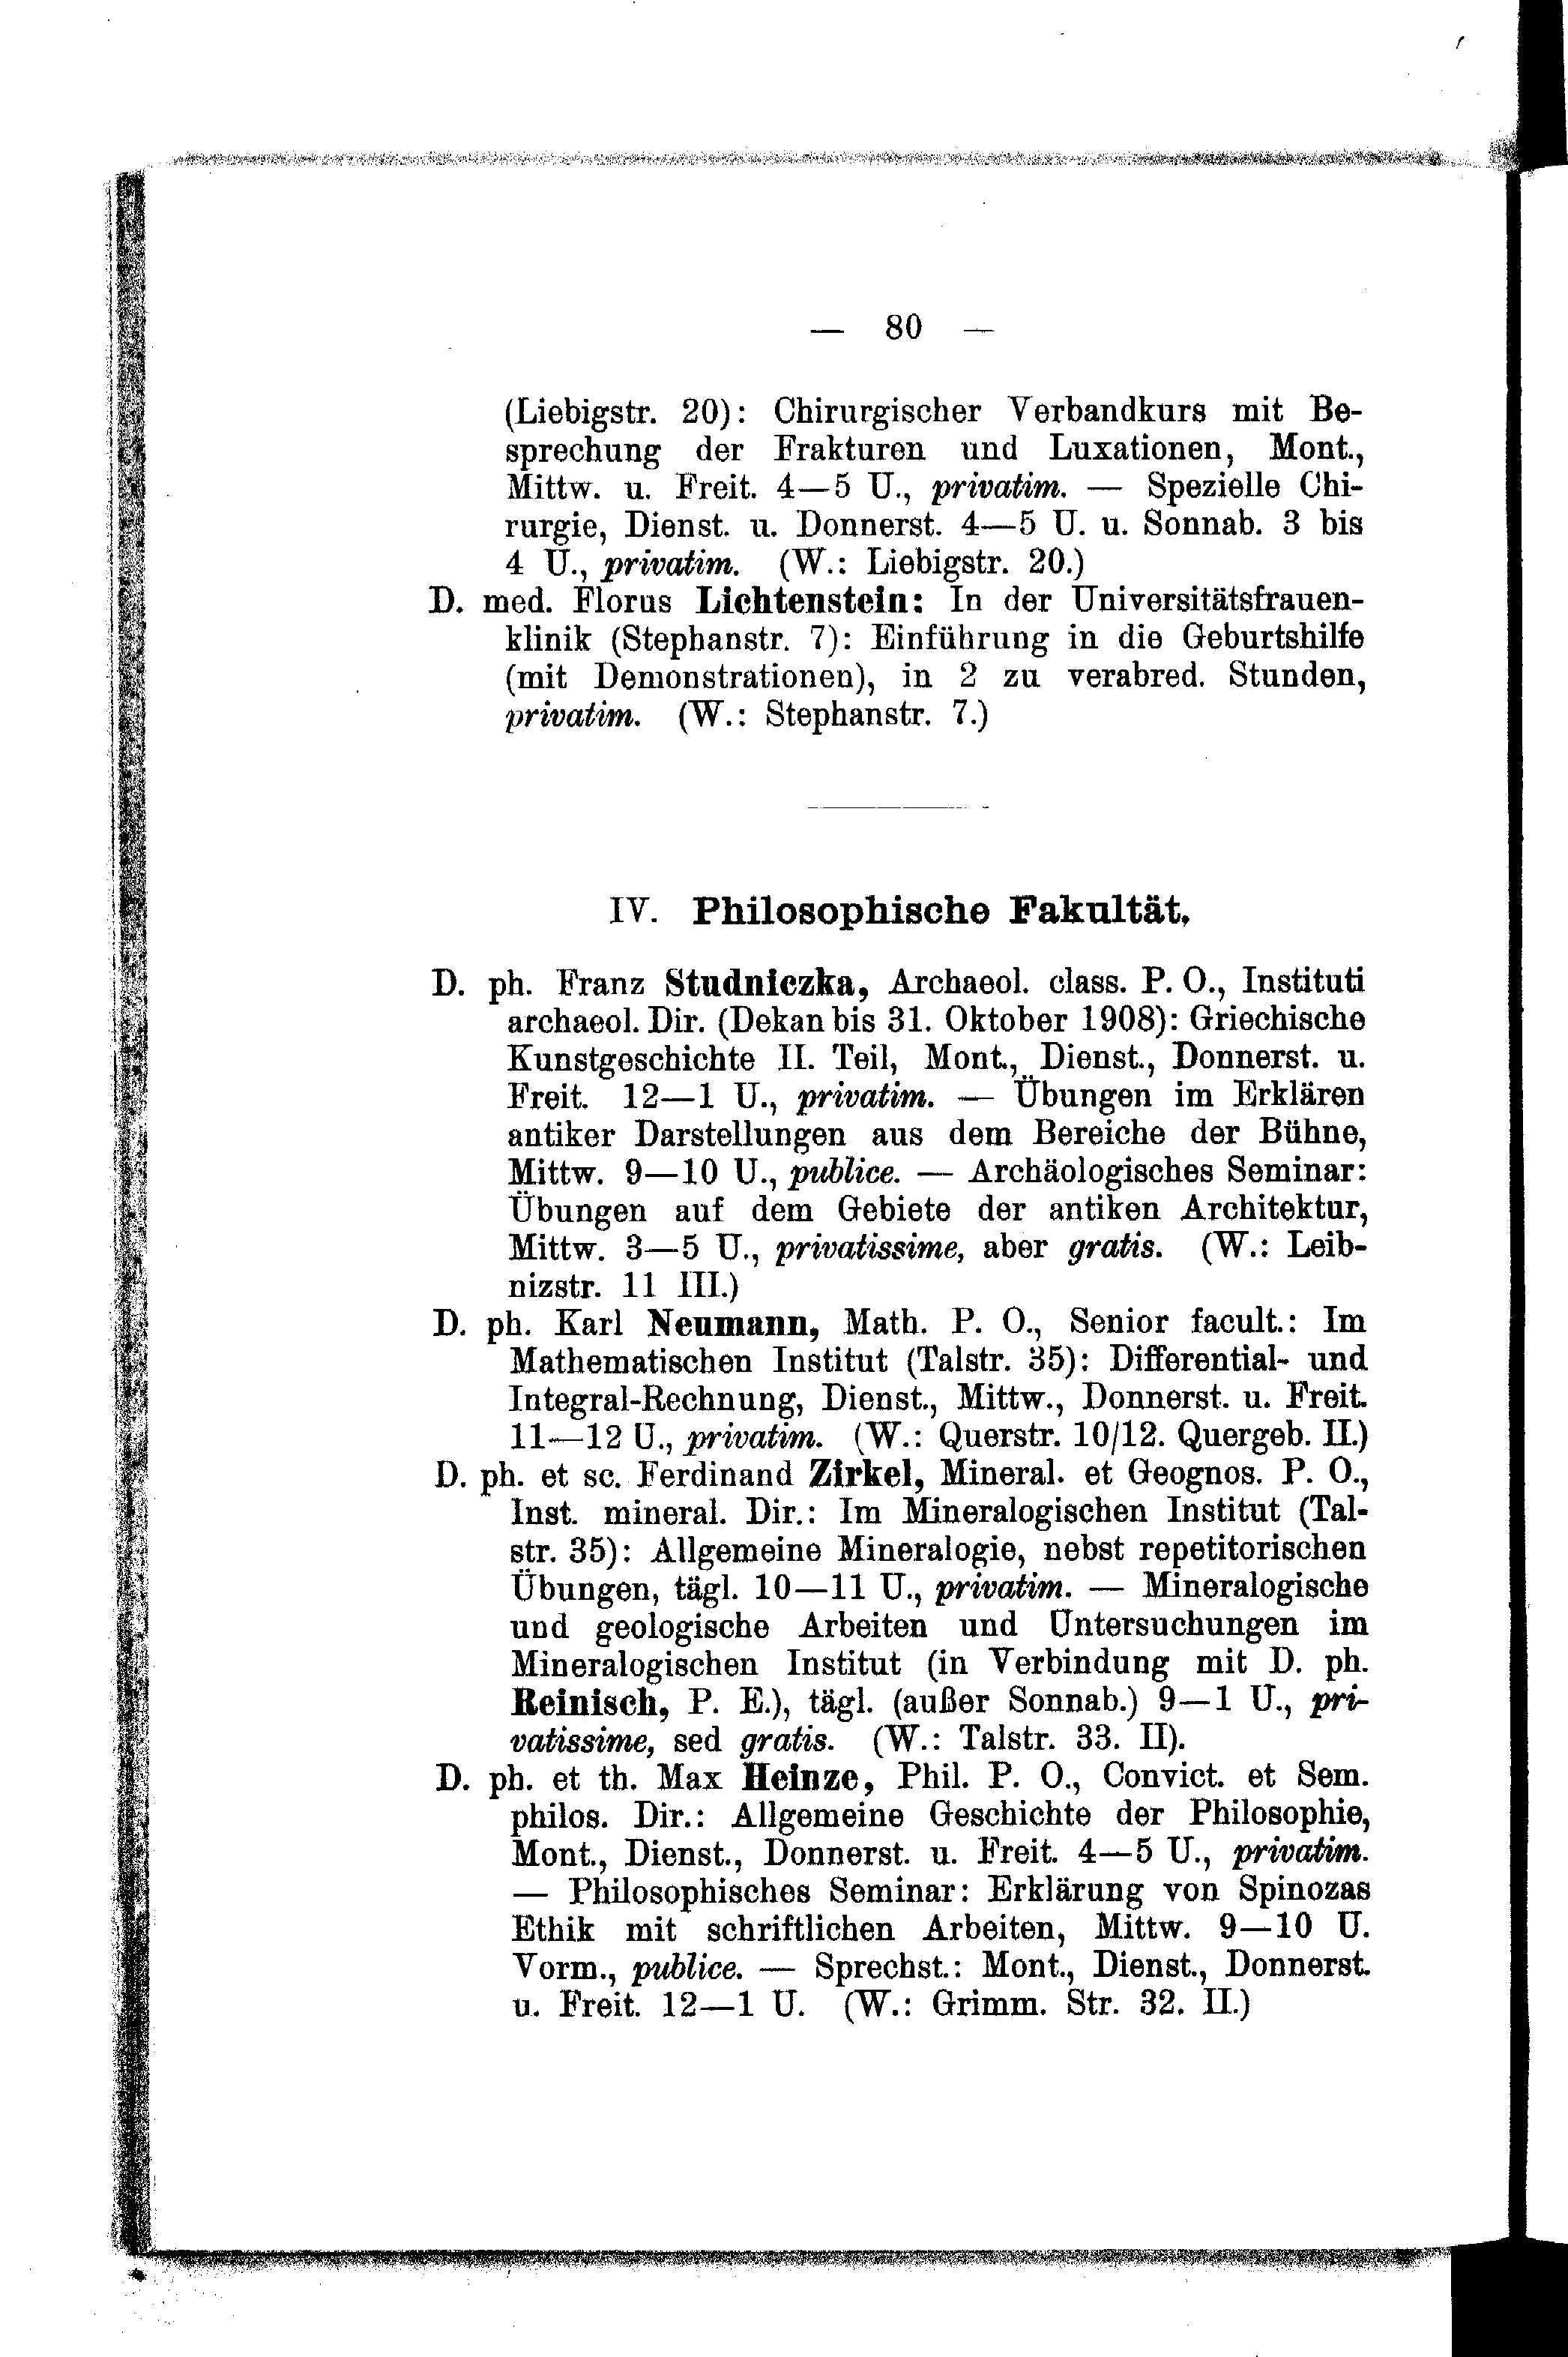 — 80 —
(Liebigstr. 20): Chirurgischer Verbandkurs mit Be-
sprechung der Frakturen und Luxationen, Mont.,
Mittw. u. Freit. 4—5 U., privatim. — Spezielle Chi-
rurgie, Dienst. u. Donnerst. 4—5 U. u. Sonnab. 3 bis
4 U., privatim. (W.: Liebigstr. 20.)
D. med. Florus Lichtenstein: In der Universitätsfrauen-
klinik (Stephanstr. 7): Einführung in die Geburtshilfe
(mit Demonstrationen), in 2 zu verabred. Stunden,
privatim. (W.: Stephanstr. 7.)
IV. Philosophische Fakultät.
D. ph. Franz Studniczka, Archaeol. class. P. O., Instituti
archaeol. Dir. (Dekan bis 31. Oktober 1908): Griechische
Kunstgeschichte II. Teil, Mont., Dienst., Donnerst. u.
Freit. 12—1 U., privatim. — Übungen im Erklären
antiker Darstellungen aus dem Bereiche der Bühne,
Mittw. 9—10 U., publice. — Archäologisches Seminar:
Übungen auf dem Gebiete der antiken Architektur,
Mittw. 3—5 U., privatissime, aber gratis. (W.: Leib-
nizstr. 11 III.)
D. ph. Karl Neumann, Math. P. O., Senior facult.: Im
Mathematischen Institut (Talstr. 35): Differential- und
Integral-Rechnung, Dienst., Mittw., Donnerst. u. Freit.
11—12 U., privatim. (W.: Querstr. 10/12. Quergeb. II.)
D. ph. et sc. Ferdinand Zirkel, Mineral. et Geognos. P. O.,
Inst. mineral. Dir.: Im Mineralogischen Institut (Tal-
str. 35): Allgemeine Mineralogie, nebst repetitorischen
Übungen, tägl. 10—11 U., privatim. — Mineralogische
und geologische Arbeiten und Untersuchungen im
Mineralogischen Institut (in Verbindung mit D. ph.
Reinisch, P. E.), tägl. (außer Sonnab.) 9—1 U., pri-
vatissime, sed gratis. (W.: Talstr. 33. II).
D. ph. et th. Max Heinze, Phil. P. O., Convict. et Sem.
philos. Dir.: Allgemeine Geschichte der Philosophie,
Mont., Dienst., Donnerst. u. Freit. 4—5 U., privatim.
— Philosophisches Seminar: Erklärung von Spinozas
Ethik mit schriftlichen Arbeiten, Mittw. 9—10 U.
Vorm., publice. — Sprechst.: Mont., Dienst., Donnerst.
u. Freit. 12—1 U. (W.: Grimm. Str. 32. II.)